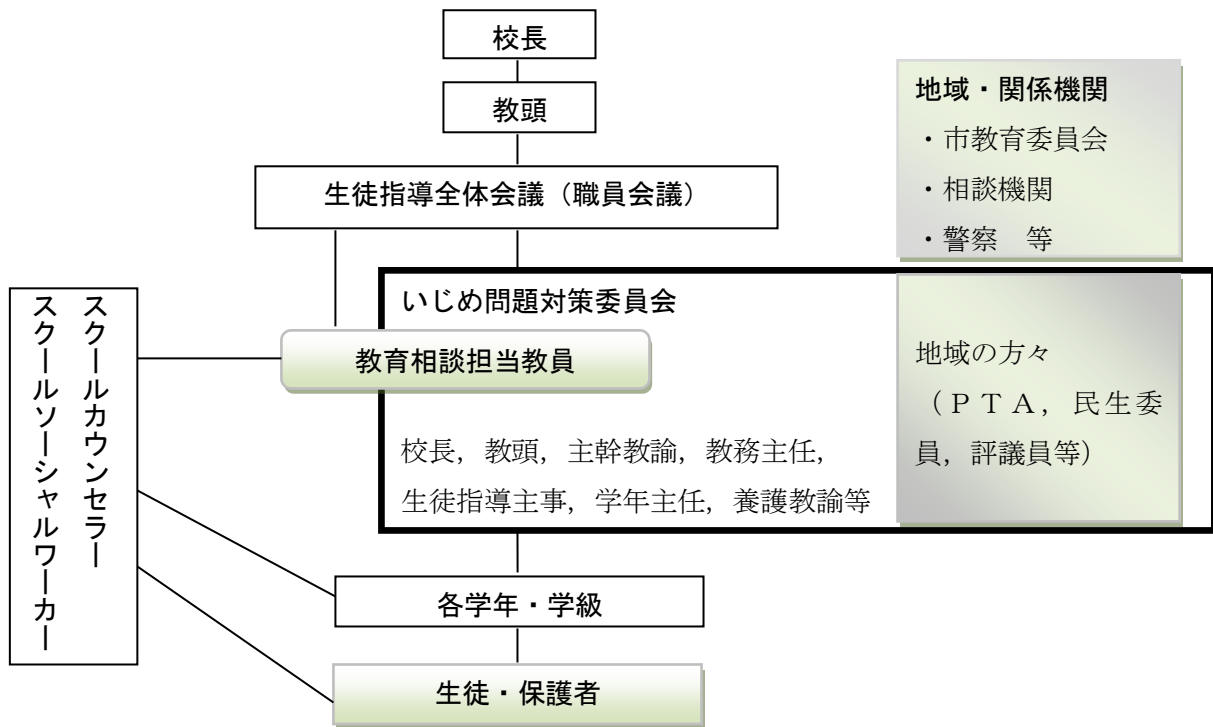 校長
教頭
生徒指導全体会議（職員会議）
地域・関係機関
・市教育委員会
・相談機関
・警察　等
スクールカウンセラー
スクールソーシャルワーカー
いじめ問題対策委員会
教育相談担当教員
校長，教頭，主幹教諭，教務主任，
生徒指導主事，学年主任，養護教諭等
地域の方々
（ＰＴＡ，民生委
員，評議員等）
各学年・学級
生徒・保護者